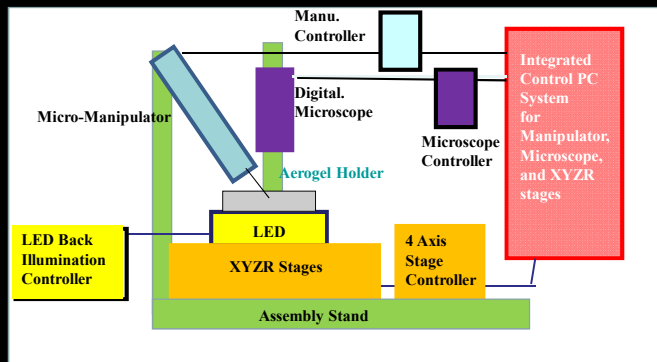 Manu.
Controller
Integrated
Control PC
System
for
Manipulator,
Microscope,
and XYZR
stages
Digital.
Microscope
Micro-Manipulator
Microscope
Controller
Aerogel Holder
LED
LED Back
Illumination
Controller
XYZR Stages
4 Axis
Stage
Controller
Assembly Stand